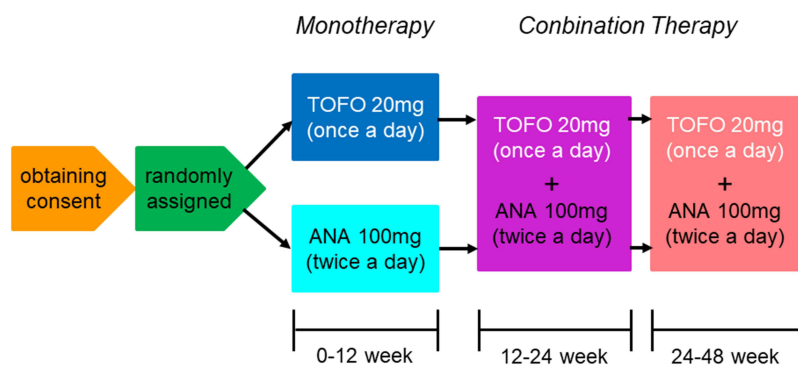 Monotherapy
Conbination Therapy
obtaining
consent
randomly
assigned
TOFO 20mg
(once a day)
ANA 100mg
(twice a day)
TOFO 20mg
(once a day)
+
ANA 100mg
(twice a day)
TOFO 20mg
(once a day)
+
ANA 100mg
(twice a day)
0-12 week
12-24 week
24-48 week